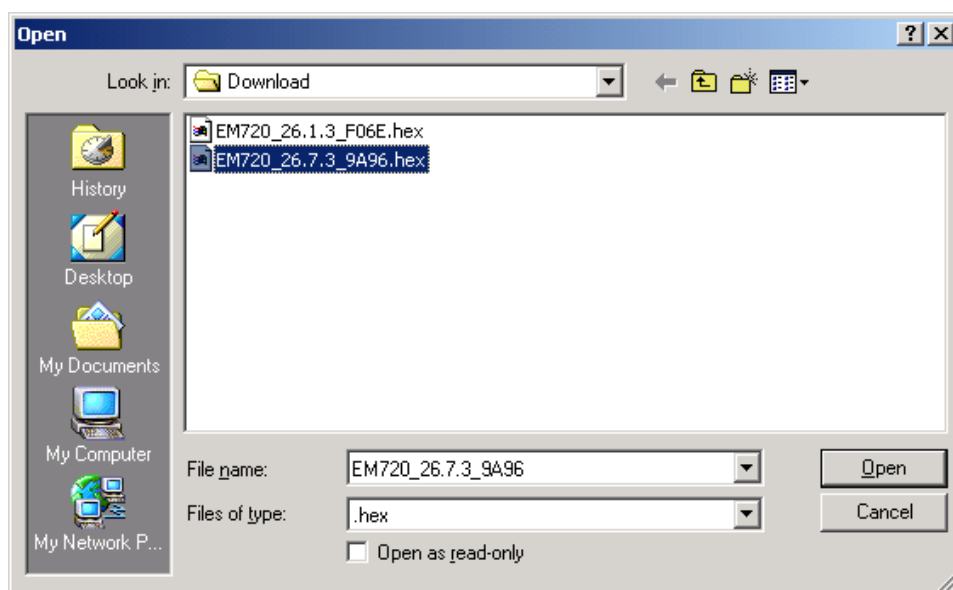 Open
Look in:
Download
EM720_26.1.3_F06E.hex
EM720_26.7.3_9A96.hex
History
Desktop
My Documents
My Computer
My Network P...
File name:
EM720_26.7.3_9A96
Open
Files of type:
.hex
Cancel
Open as read-only